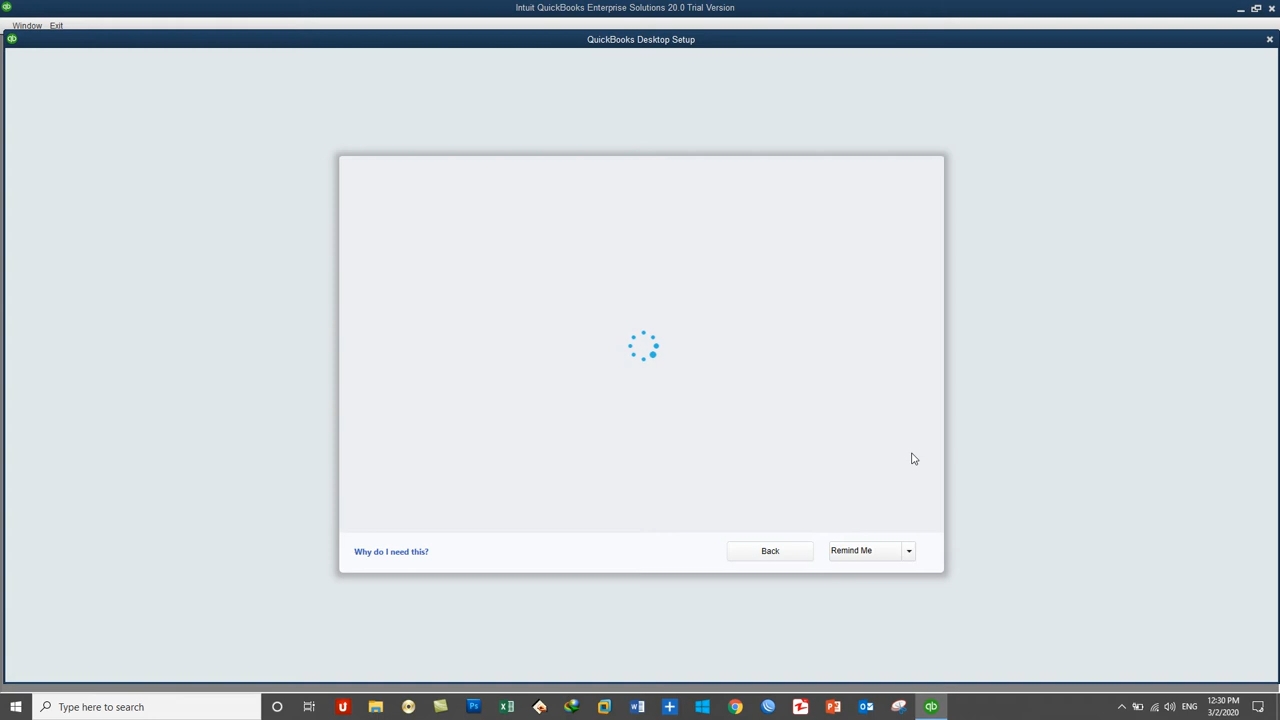 Intuit QuickBooks Enterprise Solutions 20.0 Trial Version
Window Exit
qb QuickBooks Desktop Setup
Why do I need this? Back Remind Me
Type here to search
ENG
12:30 PM
3/2/2020